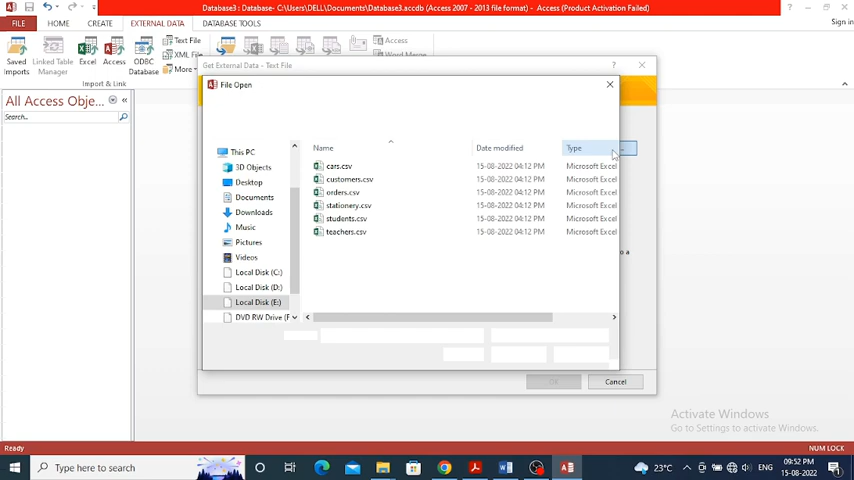 Database3 : Database- C:\Users\DELL\Documents\Database3.accdb (Access 2007 - 2013 file format) - Access (Product Activation Failed)
? 
FILE HOME CREATE EXTERNAL DATA DATABASE TOOLS Sign in
Saved Imports
Linked Table Manager
Excel
Access
ODBC Database
Text File
XML File
More
Access
Word Merge
Import & Link
All Access Obje...
Search...
Get External Data - Text File ?
File Open
This PC
3D Objects
Desktop
Documents
Downloads
Music
Pictures
Videos
Local Disk (C:)
Local Disk (D:)
Local Disk (E:)
DVD RW Drive (F
Name Date modified Type
cars.csv 15-08-2022 04:12 PM Microsoft Excel
customers.csv 15-08-2022 04:12 PM Microsoft Excel
orders.csv 15-08-2022 04:12 PM Microsoft Excel
stationery.csv 15-08-2022 04:12 PM Microsoft Excel
students.csv 15-08-2022 04:12 PM Microsoft Excel
teachers.csv 15-08-2022 04:12 PM Microsoft Excel
...
o a
OK Cancel
Activate Windows
Go to Settings to activate Windows.
Ready NUM LOCK
Type here to search
23°C ENG 09:52 PM
15-08-2022